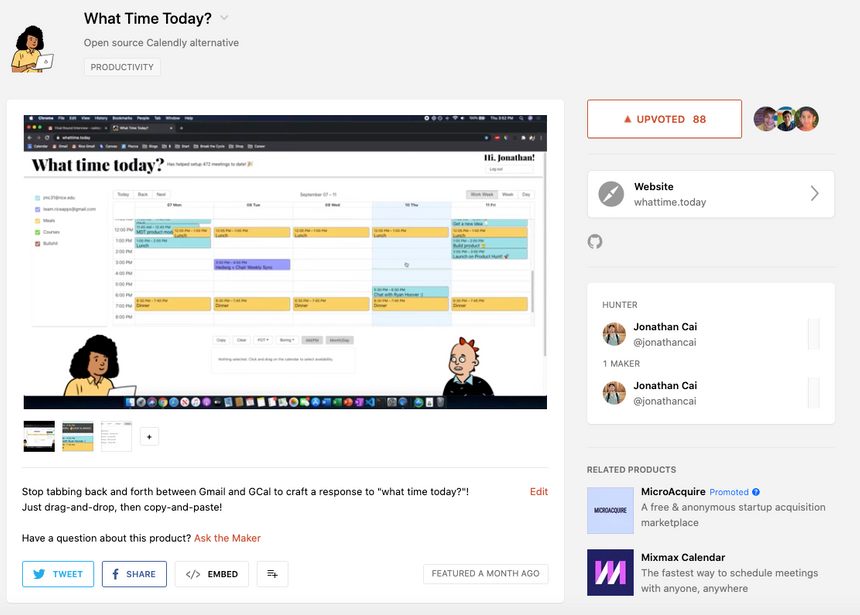 What Time Today?
Open source Calendly alternative
PRODUCTIVITY
What time today?
Has helped setup 472 meetings to date!
Hi, Jonathan!
Log out
Today Back Next
September 07 - 11
Work Week Week Day
07 Mon 08 Tue 09 Wed 10 Thu 11 Fri
Meals
Courses
Submit
12:00 PM
1:00 PM
2:00 PM
3:00 PM
4:00 PM
5:00 PM
6:00 PM
7:00 PM
8:00 PM
Get a new idea
Lunch
Lunch
Lunch
Lunch
Lunch
Build product
Launch on Product Hunt!
Chat with Ryan Hoover
Dinner
Dinner
Dinner
Dinner
Dinner
Copy Clear PDT Boring AM/PM Month/Day
Nothing selected. Click and drag on the calendar to select availability.
+
Stop tabbing back and forth between Gmail and GCal to craft a response to "what time today?"!
Just drag-and-drop, then copy-and-paste!
Edit
Have a question about this product? Ask the Maker
TWEET
SHARE
EMBED
FEATURED A MONTH AGO
UPVOTED 88
Website
whattime.today
HUNTER
Jonathan Cai
@jonathancai
1 MAKER
Jonathan Cai
@jonathancai
RELATED PRODUCTS
MICROACQUIRE
MicroAcquire Promoted ?
A free & anonymous startup acquisition
marketplace
Mixmax Calendar
The fastest way to schedule meetings
with anyone, anywhere